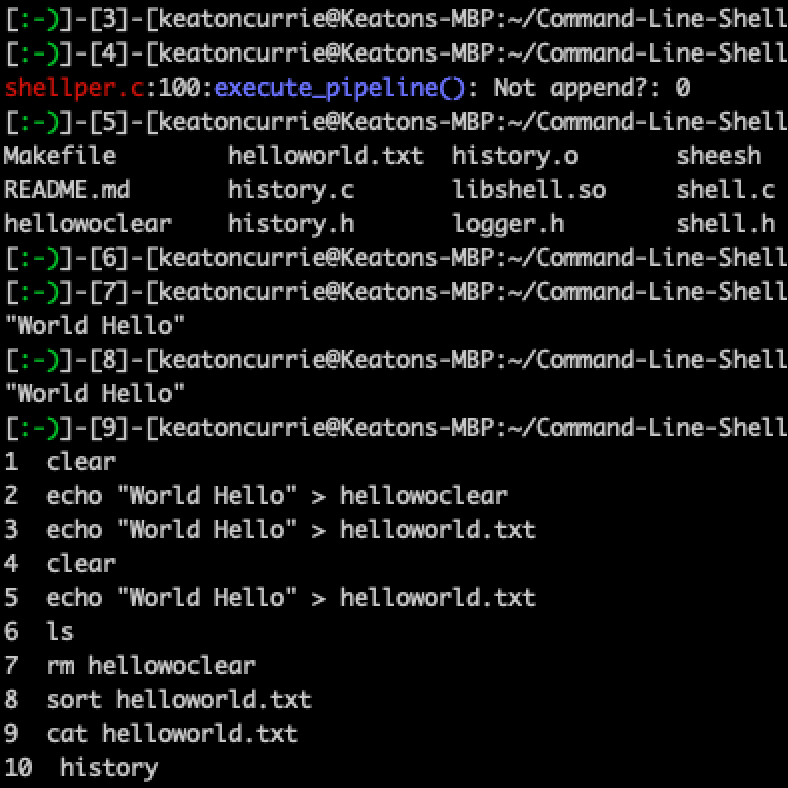 [:-)]-[3]-[keatoncurrie@Keatons-MBP:~/Command-Line-Shell
[:-)]-[4]-[keatoncurrie@Keatons-MBP:~/Command-Line-Shell
shellper.c:100:execute_pipeline(): Not append?: 0
[:-)]-[5]-[keatoncurrie@Keatons-MBP:~/Command-Line-Shell
Makefile        helloworld.txt  history.o       sheesh
README.md       history.c       libshell.so     shell.c
hellowoclear    history.h       logger.h        shell.h
[:-)]-[6]-[keatoncurrie@Keatons-MBP:~/Command-Line-Shell
[:-)]-[7]-[keatoncurrie@Keatons-MBP:~/Command-Line-Shell
"World Hello"
[:-)]-[8]-[keatoncurrie@Keatons-MBP:~/Command-Line-Shell
"World Hello"
[:-)]-[9]-[keatoncurrie@Keatons-MBP:~/Command-Line-Shell
1  clear
2  echo "World Hello" > hellowoclear
3  echo "World Hello" > helloworld.txt
4  clear
5  echo "World Hello" > helloworld.txt
6  ls
7  rm hellowoclear
8  sort helloworld.txt
9  cat helloworld.txt
10  history